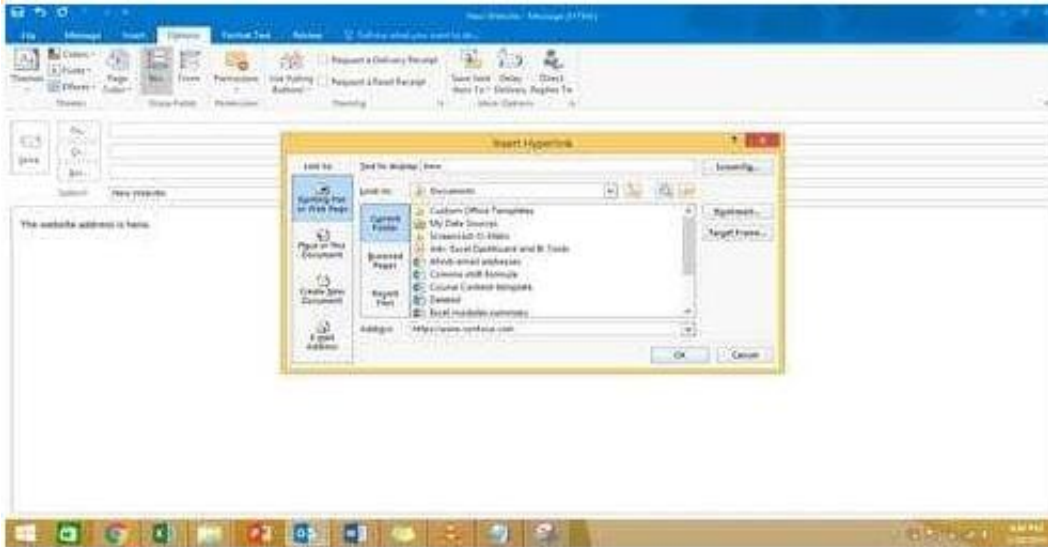 New Website - Message (HTML)
File Message Insert Options Format Text Review Tell me what you want to do...
Themes Colors Fonts Effects Page Color Bcc From Permission Use Voting Buttons Request a Delivery Receipt Request a Read Receipt Save Sent Item To Delay Delivery Direct Replies To
Themes Show Fields Permission Tracking More Options
Send
To...
Cc...
Bcc...
Subject New Website
The website address is here.
Insert Hyperlink
Link to: Text to display: here ScreenTip...
Existing File or Web Page
Look in: Documents
Place in This Document
Create New Document
E-mail Address
Current Folder
Browsed Pages
Recent Files
Custom Office Templates
My Data Sources
Excel Dashboard and BI Tools
email addresses
Course Content template
Deleted
Excel modules summary
Bookmark...
Target Frame...
Address:
OK Cancel